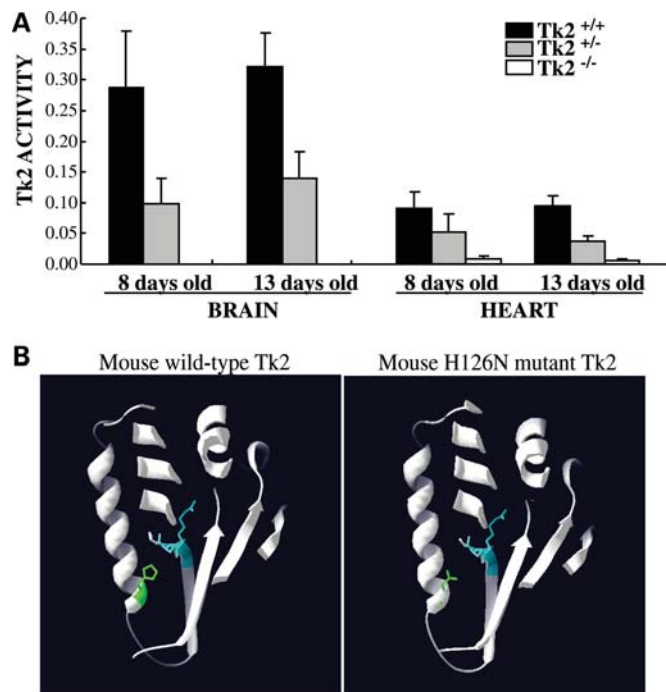 A
Tk2 ACTIVITY
0.40
0.35
0.30
0.25
0.20
0.15
0.10
0.05
0.00
Tk2 +/+
Tk2 +/-
Tk2 -/-
8 days old 13 days old 8 days old 13 days old
BRAIN HEART
B
Mouse wild-type Tk2 Mouse H126N mutant Tk2